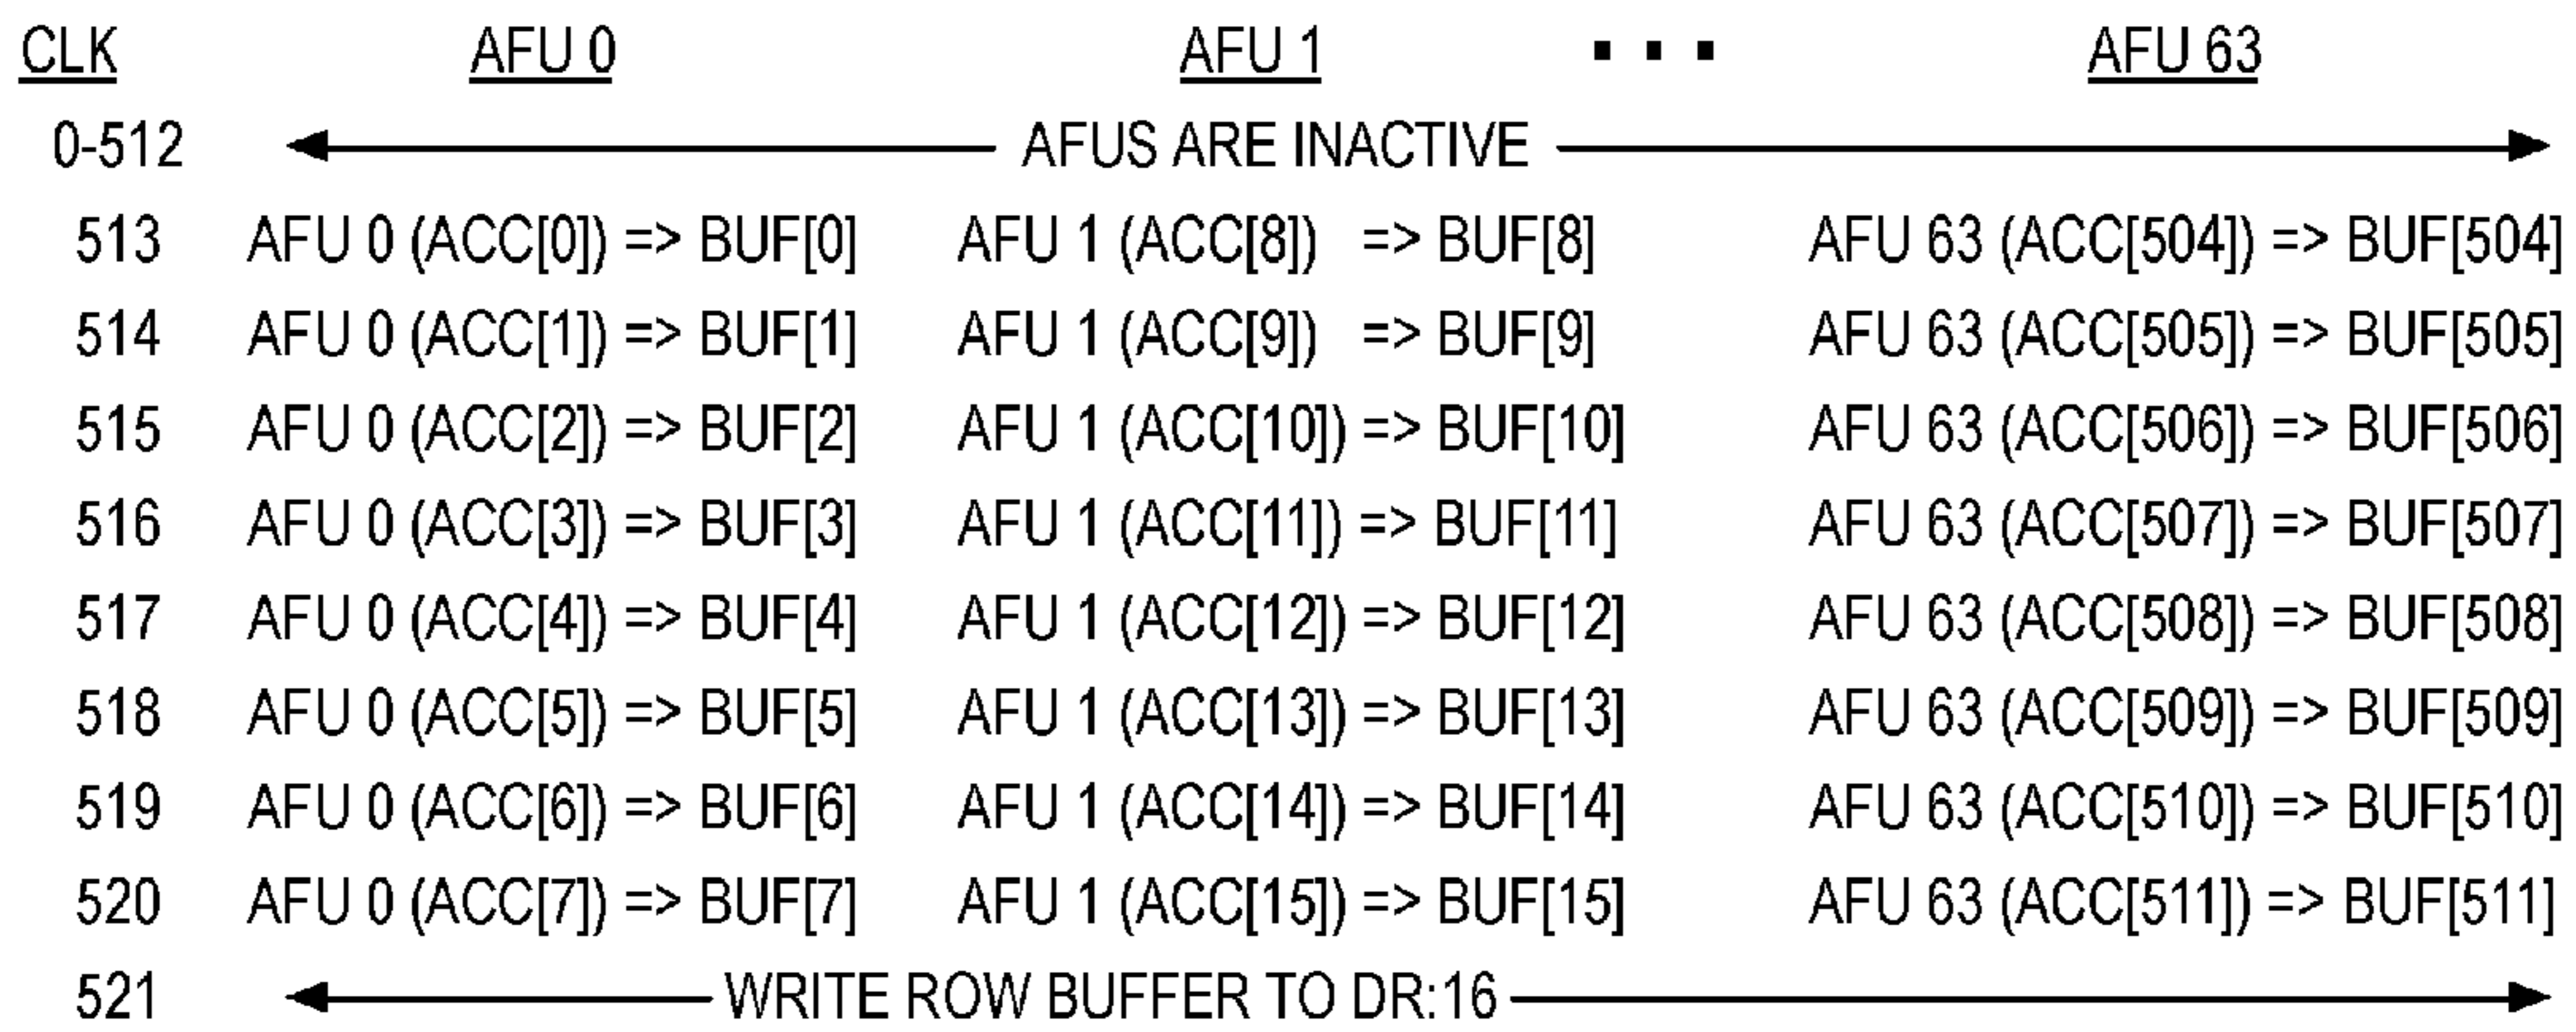 CLK AFU 0 AFU 1 ▪ ▪ ▪ AFU 63
0-512 AFUS ARE INACTIVE
513 AFU 0 (ACC[0]) => BUF[0] AFU 1 (ACC[8]) => BUF[8] AFU 63 (ACC[504]) => BUF[504]
514 AFU 0 (ACC[1]) => BUF[1] AFU 1 (ACC[9]) => BUF[9] AFU 63 (ACC[505]) => BUF[505]
515 AFU 0 (ACC[2]) => BUF[2] AFU 1 (ACC[10]) => BUF[10] AFU 63 (ACC[506]) => BUF[506]
516 AFU 0 (ACC[3]) => BUF[3] AFU 1 (ACC[11]) => BUF[11] AFU 63 (ACC[507]) => BUF[507]
517 AFU 0 (ACC[4]) => BUF[4] AFU 1 (ACC[12]) => BUF[12] AFU 63 (ACC[508]) => BUF[508]
518 AFU 0 (ACC[5]) => BUF[5] AFU 1 (ACC[13]) => BUF[13] AFU 63 (ACC[509]) => BUF[509]
519 AFU 0 (ACC[6]) => BUF[6] AFU 1 (ACC[14]) => BUF[14] AFU 63 (ACC[510]) => BUF[510]
520 AFU 0 (ACC[7]) => BUF[7] AFU 1 (ACC[15]) => BUF[15] AFU 63 (ACC[511]) => BUF[511]
521 WRITE ROW BUFFER TO DR:16